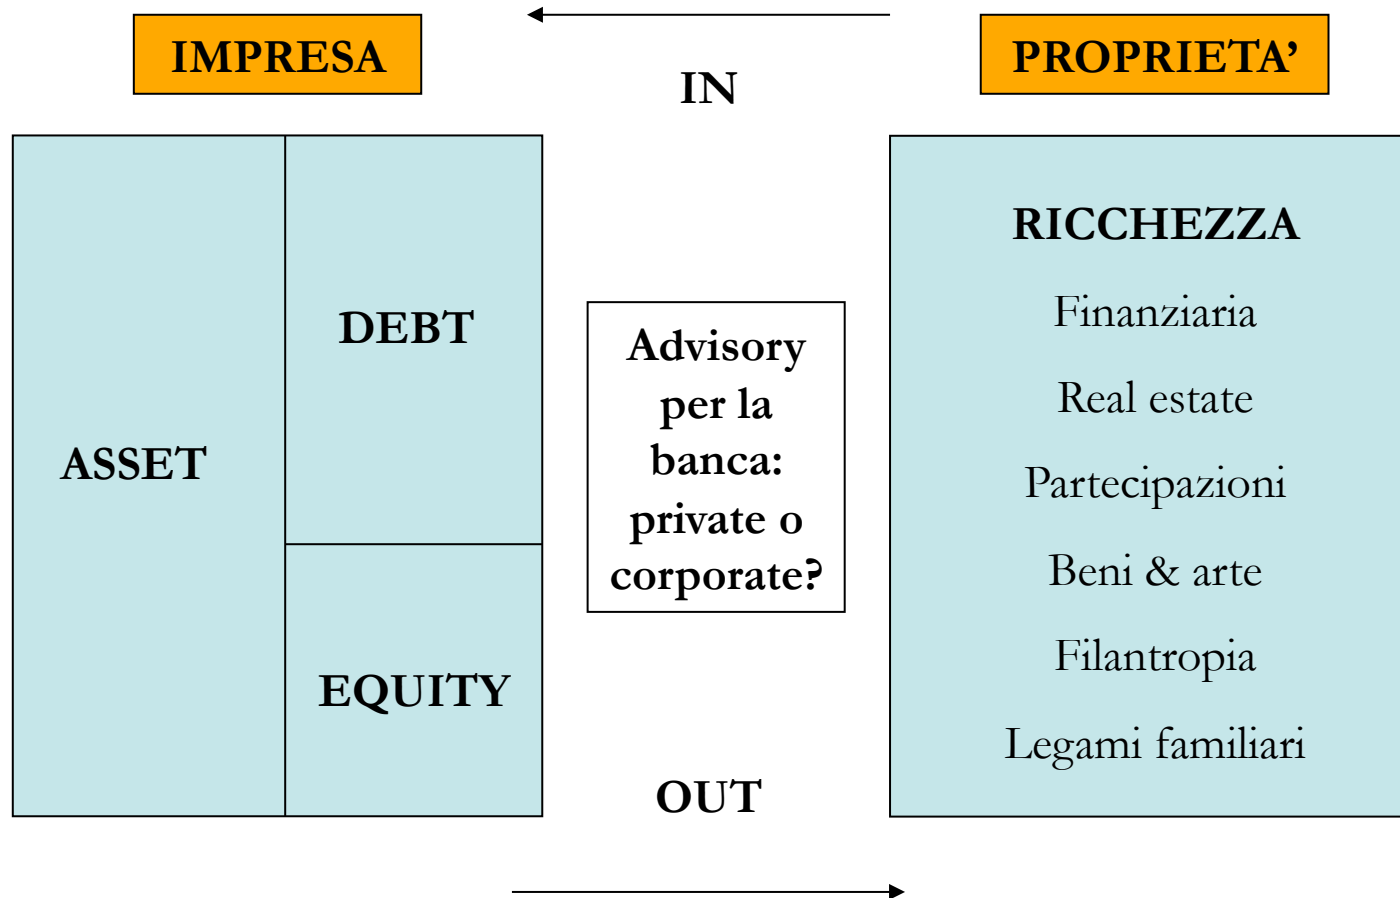 IMPRESA
IN
PROPRIETA’
ASSET
DEBT
EQUITY
Advisory
per la
banca:
private o
corporate?
OUT
RICCHEZZA
Finanziaria
Real estate
Partecipazioni
Beni & arte
Filantropia
Legami familiari